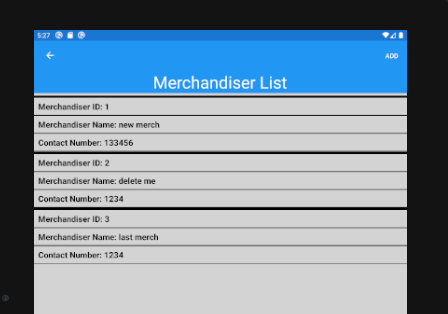 5:27
ADD
Merchandiser List
Merchandiser ID: 1
Merchandiser Name: new merch
Contact Number: 133456
Merchandiser ID: 2
Merchandiser Name: delete me
Contact Number: 1234
Merchandiser ID: 3
Merchandiser Name: last merch
Contact Number: 1234